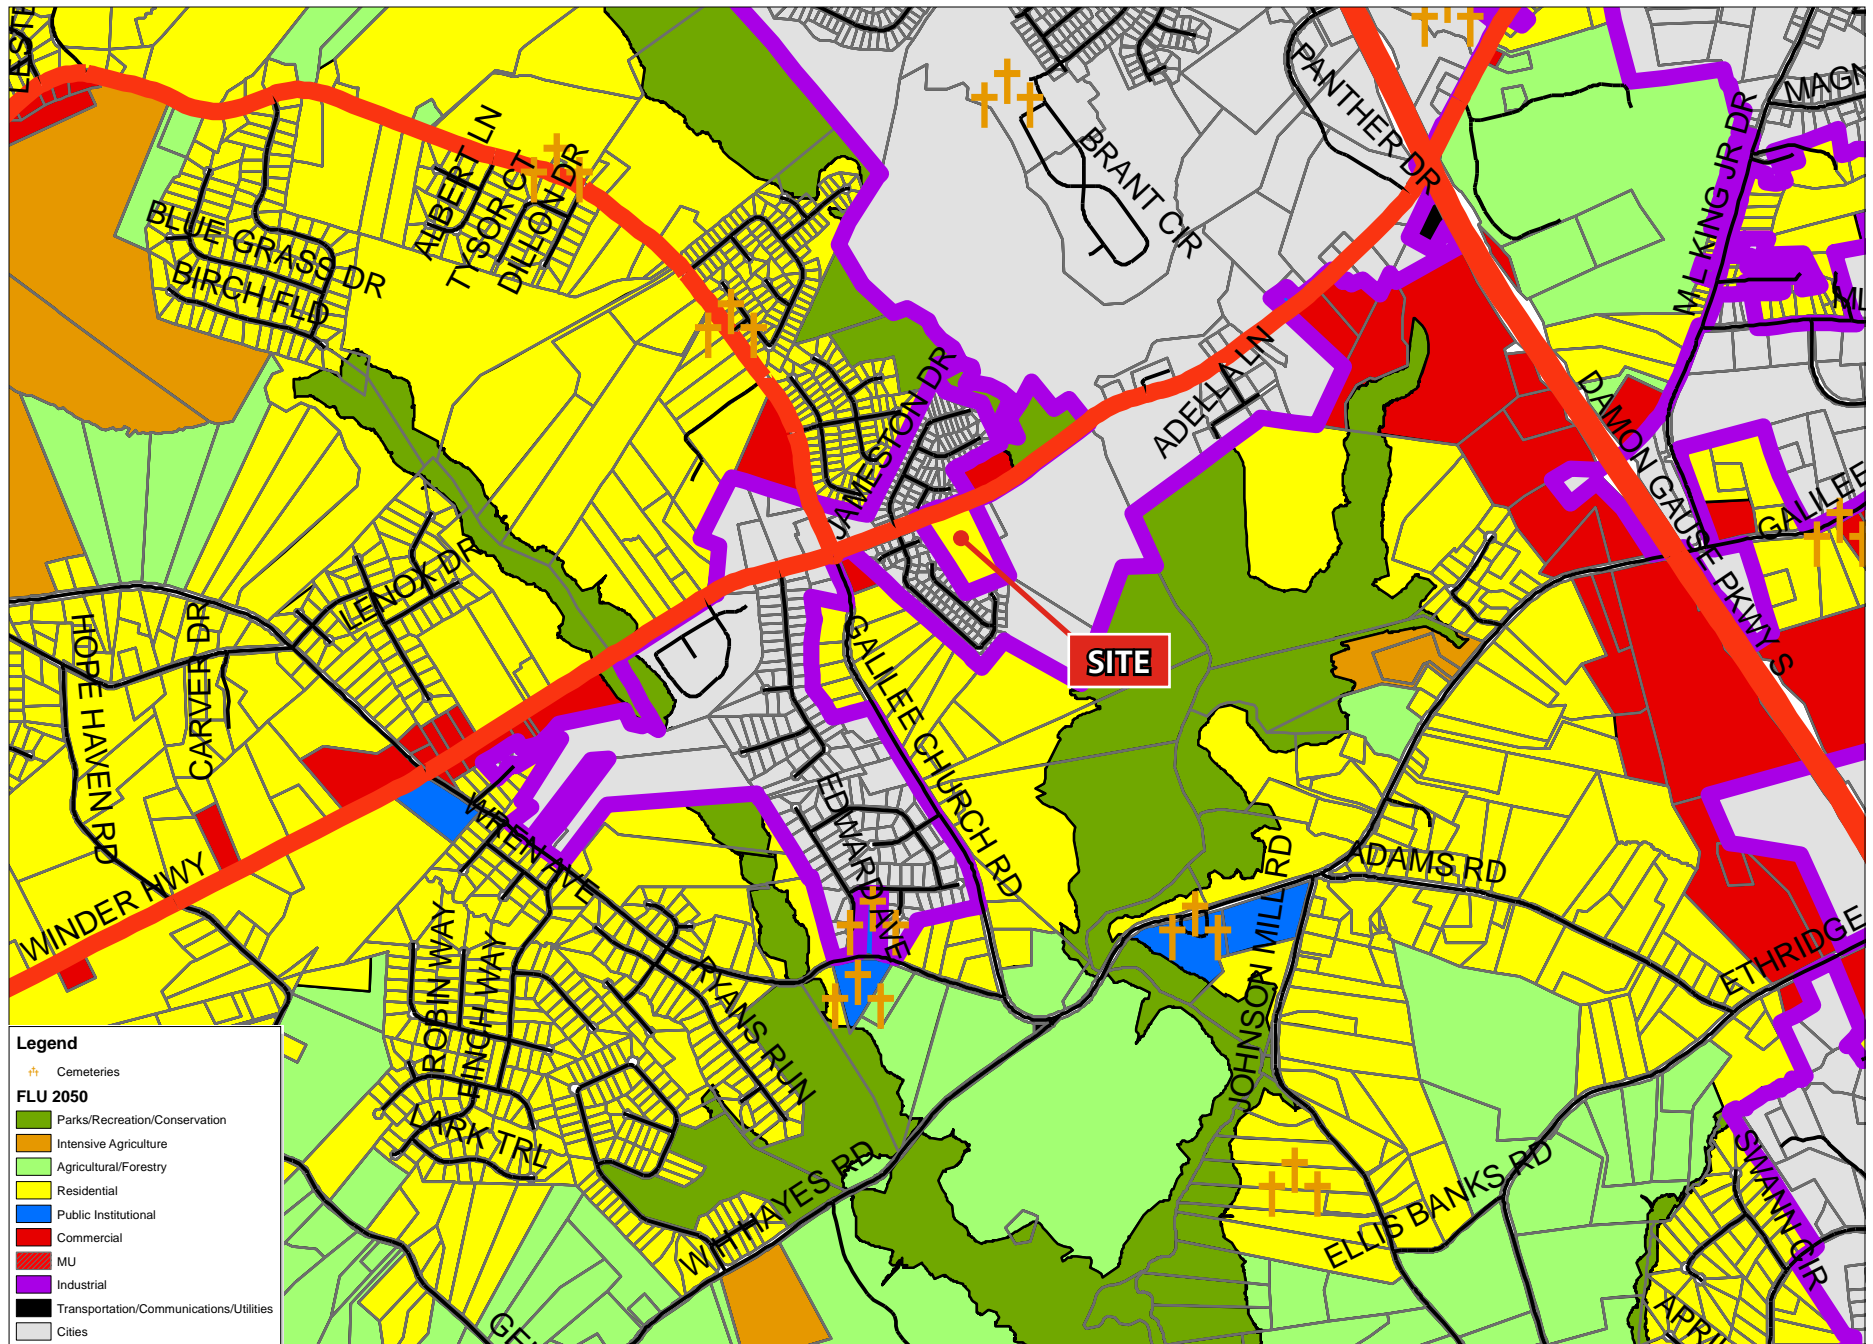 PANTHER DR
MAGN
BRANT CIR
M L KING JR DR
ALBERT LN
TYSOR CT
DILLON DR
BLUE GRASS DR
BIRCH FLD
ML
JAMESTON DR
ADELLA LN
DAMON GAUSE PKWY S
GALILEE
LENOX DR
HOPE HAVEN RD
CARVER DR
GALILEE CHURCH RD
SITE
EDWARD AVE
WREN AVE
WINDER HWY
ADAMS RD
JOHNSON MILL RD
ETHRIDGE
ROBIN WAY
FINCH WAY
RYANS RUN
LARK TRL
W H HAYES RD
ELLIS BANKS RD
SWANN CIR
APRIL
Legend
Cemeteries
FLU 2050
Parks/Recreation/Conservation
Intensive Agriculture
Agricultural/Forestry
Residential
Public Institutional
Commercial
MU
Industrial
Transportation/Communications/Utilities
Cities